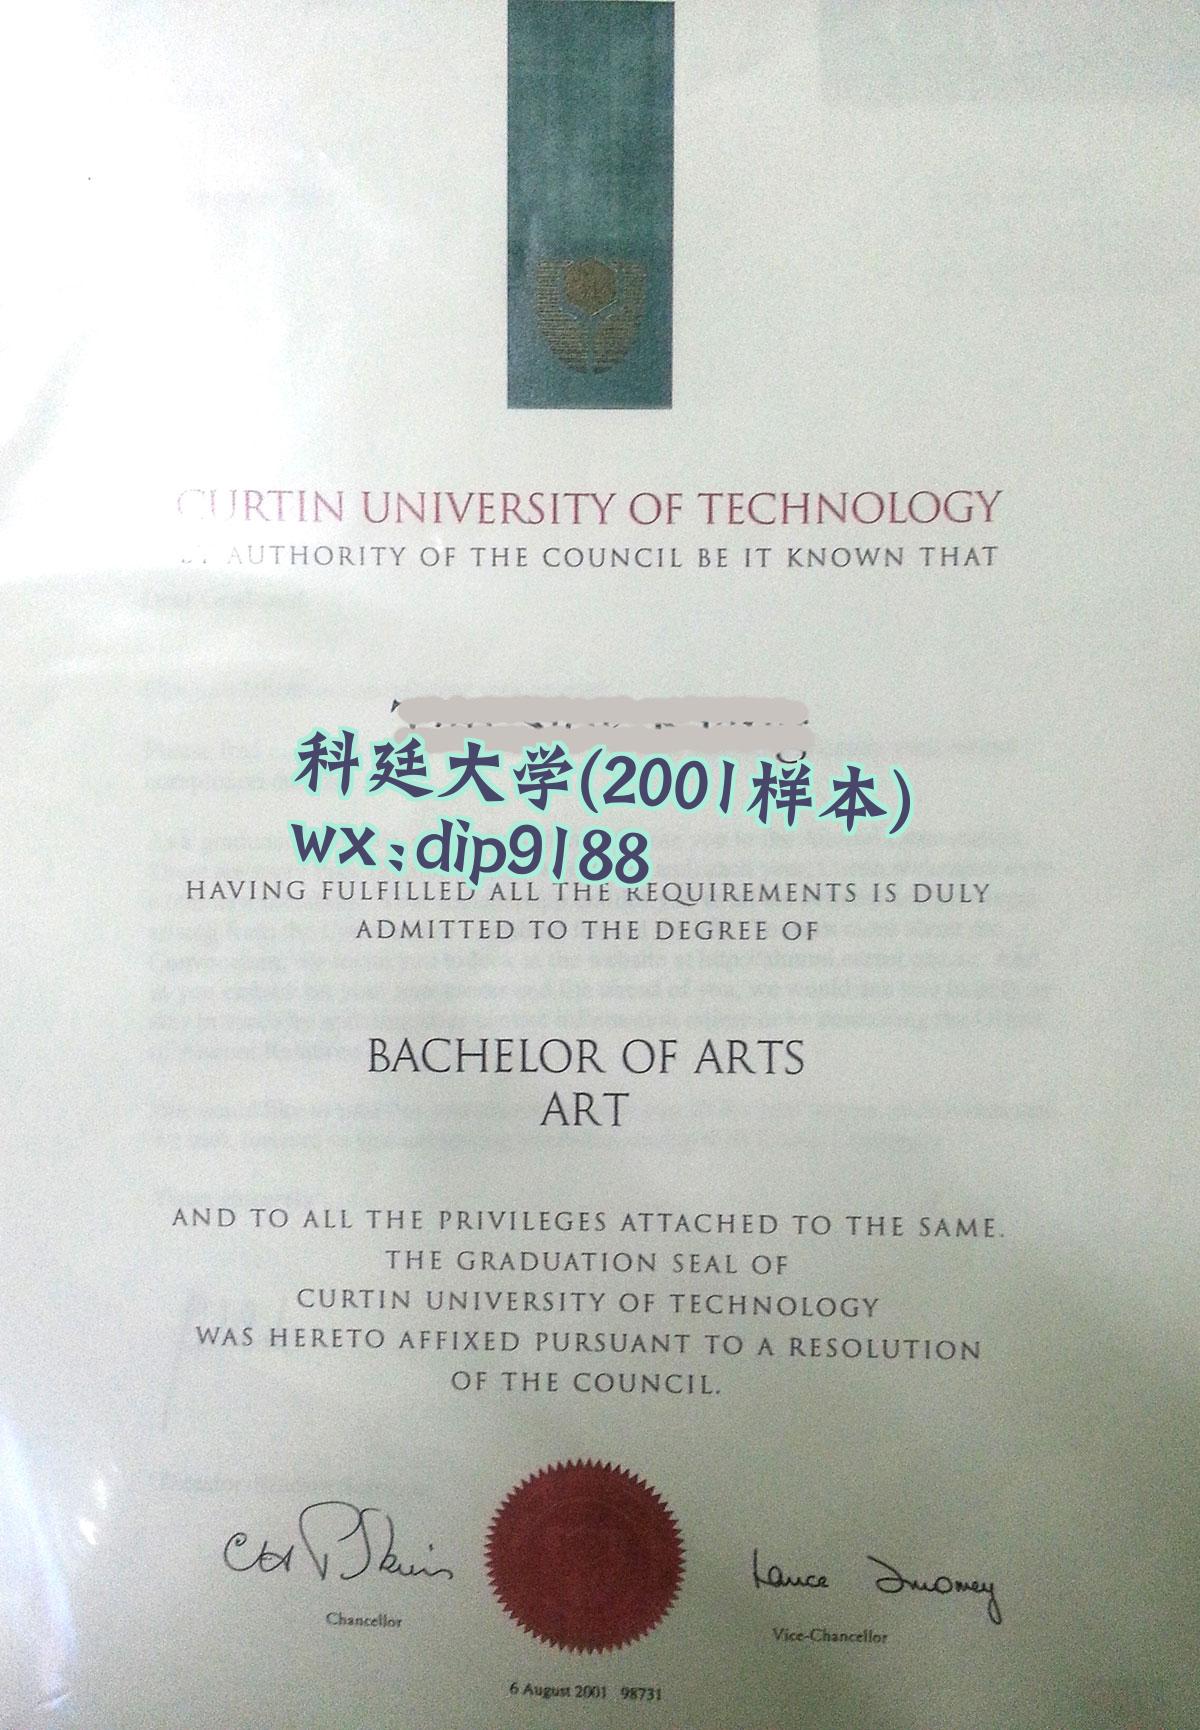 CURTIN UNIVERSITY OF TECHNOLOGY
BY AUTHORITY OF THE COUNCIL BE IT KNOWN THAT
科廷大学(2001样本)
wx:dip9188
HAVING FULFILLED ALL THE REQUIREMENTS IS DULY
ADMITTED TO THE DEGREE OF
BACHELOR OF ARTS
ART
AND TO ALL THE PRIVILEGES ATTACHED TO THE SAME.
THE GRADUATION SEAL OF
CURTIN UNIVERSITY OF TECHNOLOGY
WAS HERETO AFFIXED PURSUANT TO A RESOLUTION
OF THE COUNCIL.
Chancellor
Vice-Chancellor
6 August 2001 98731